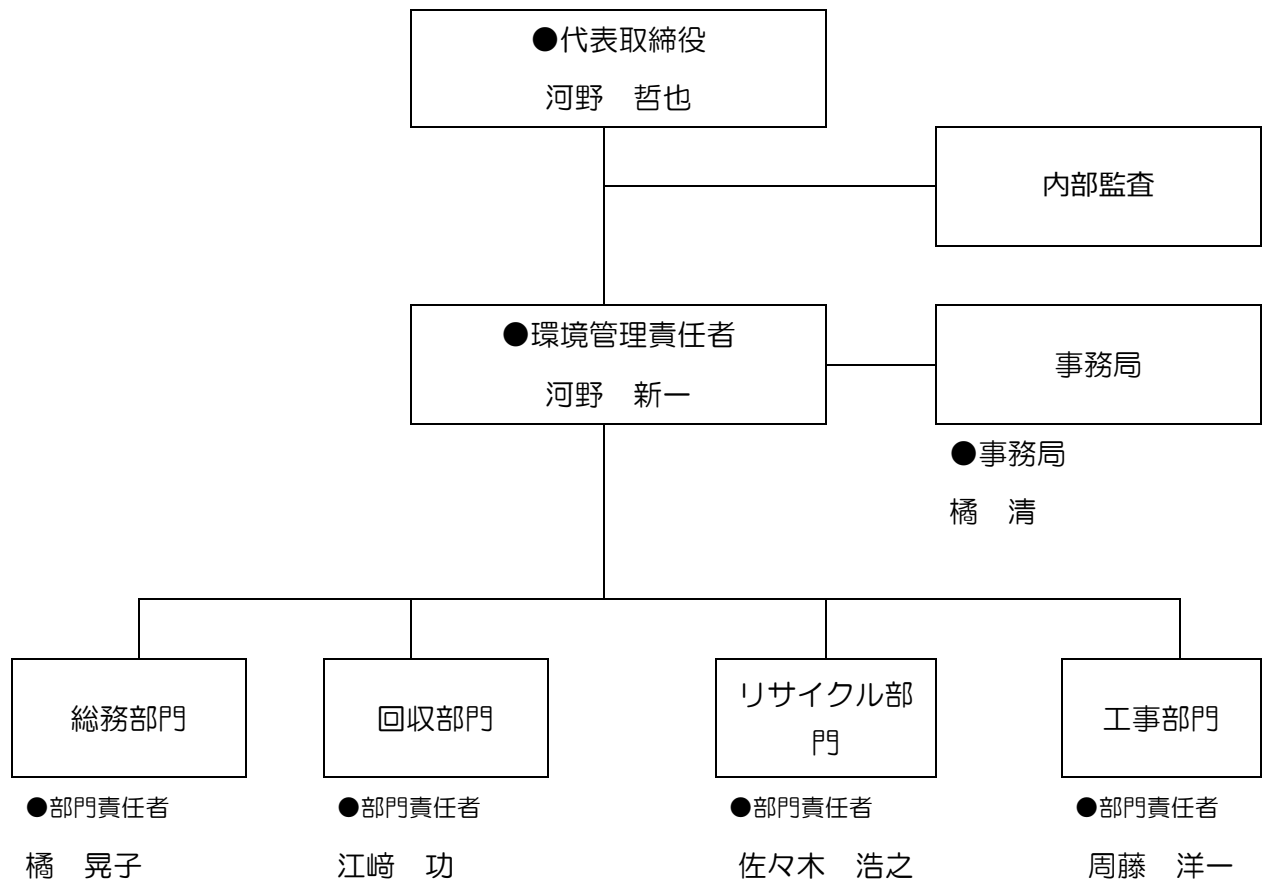 ●代表取締役
河野　哲也
内部監査
●環境管理責任者
河野　新一
事務局
●事務局
橘　清
総務部門
回収部門
リサイクル部
門
工事部門
●部門責任者
橘　晃子
●部門責任者
江﨑　功
●部門責任者
佐々木　浩之
●部門責任者
周藤　洋一